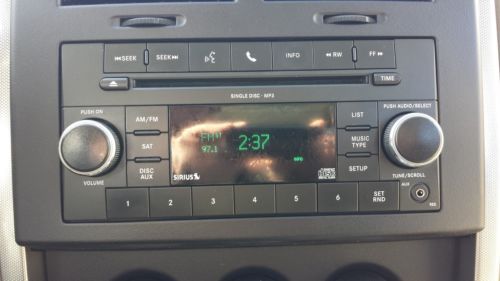 SEEK SEEK INFO RW FF
SINGLE DISC · MP3
TIME
PUSH ON
AM/FM
LIST
PUSH AUDIO/SELECT
FM
97.1
2:37
INFO
SAT
MUSIC TYPE
DISC AUX
SETUP
SIRIUS
VOLUME
TUNE/SCROLL
1 2 3 4 5 6
SET RND
AUX